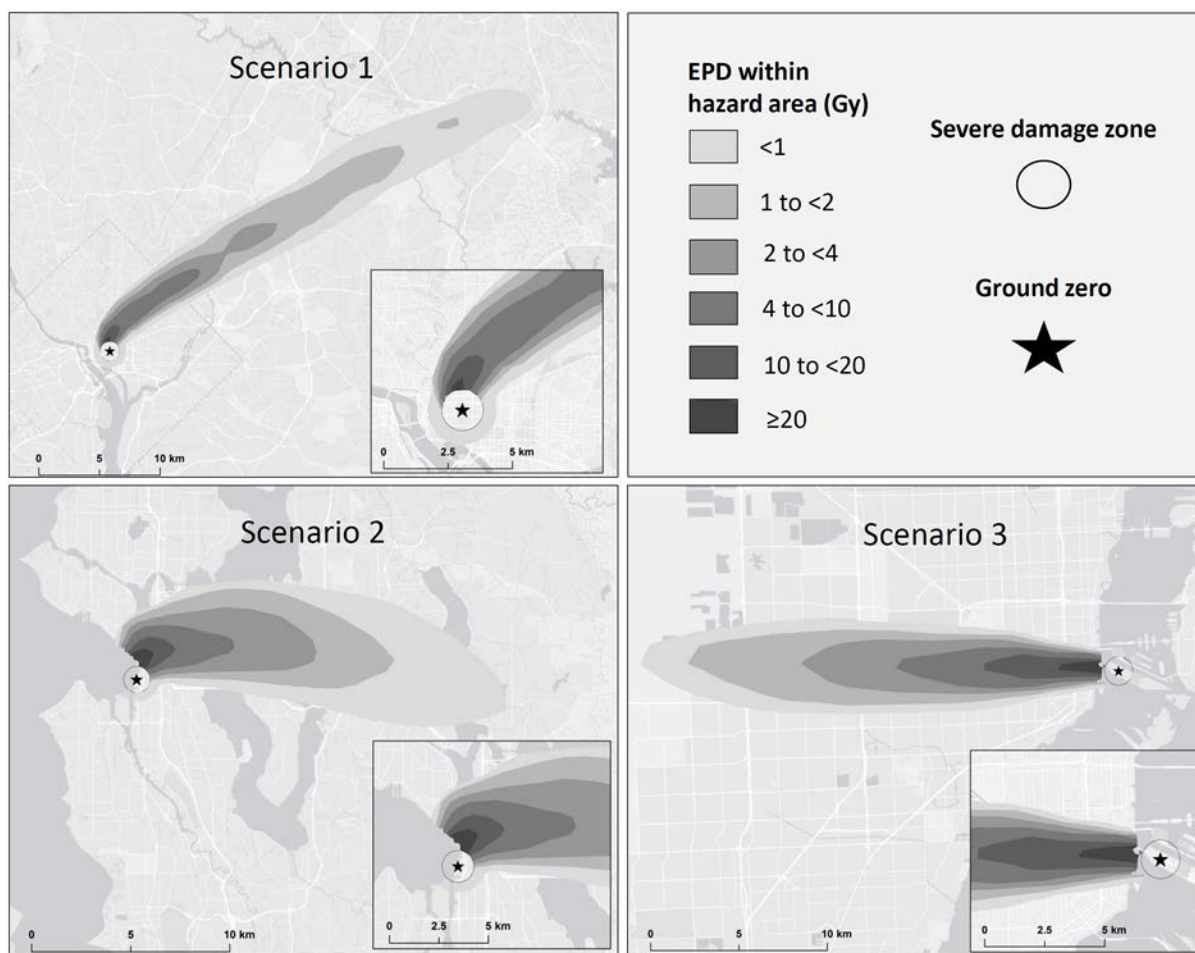 Scenario 1
0 5 10 km
0 2.5 5 km
EPD within
hazard area (Gy)
<1
1 to <2
2 to <4
4 to <10
10 to <20
≥20
Severe damage zone
Ground zero
Scenario 2
0 5 10 km
0 2.5 5 km
Scenario 3
0 5 10 km
0 2.5 5 km